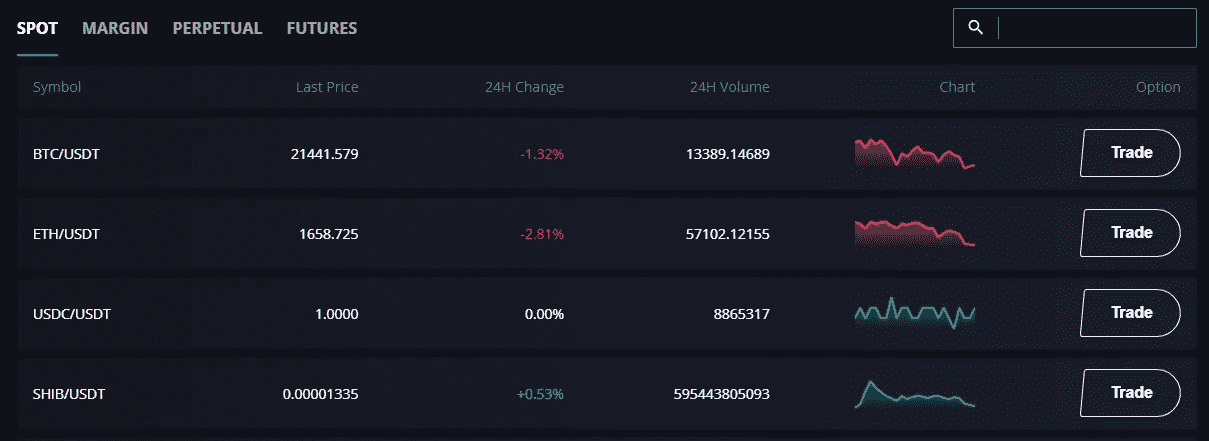 SPOT MARGIN PERPETUAL FUTURES
Symbol Last Price 24H Change 24H Volume Chart Option
BTC/USDT 21441.579 -1.32% 13389.14689 Trade
ETH/USDT 1658.725 -2.81% 57102.12155 Trade
USDC/USDT 1.0000 0.00% 8865317 Trade
SHIB/USDT 0.00001335 +0.53% 595443805093 Trade